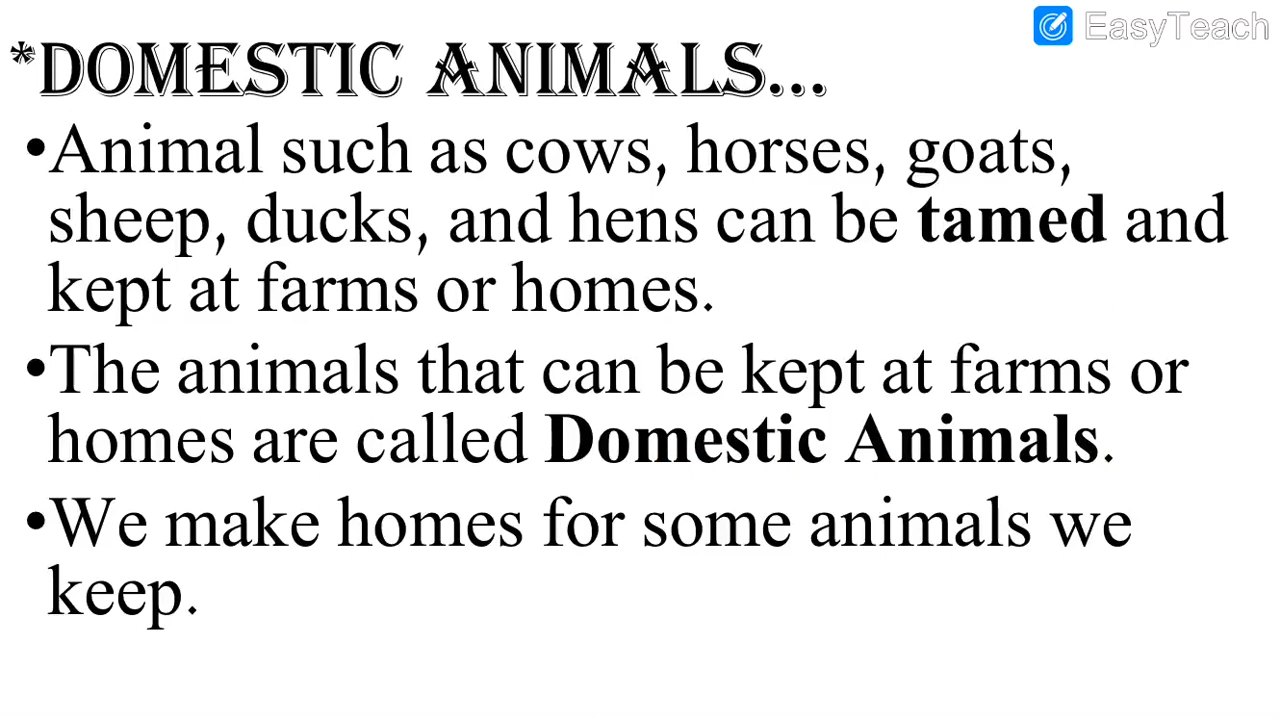 EasyTeach
*DOMESTIC ANIMALS...
•Animal such as cows, horses, goats,
sheep, ducks, and hens can be tamed and
kept at farms or homes.
•The animals that can be kept at farms or
homes are called Domestic Animals.
•We make homes for some animals we
keep.